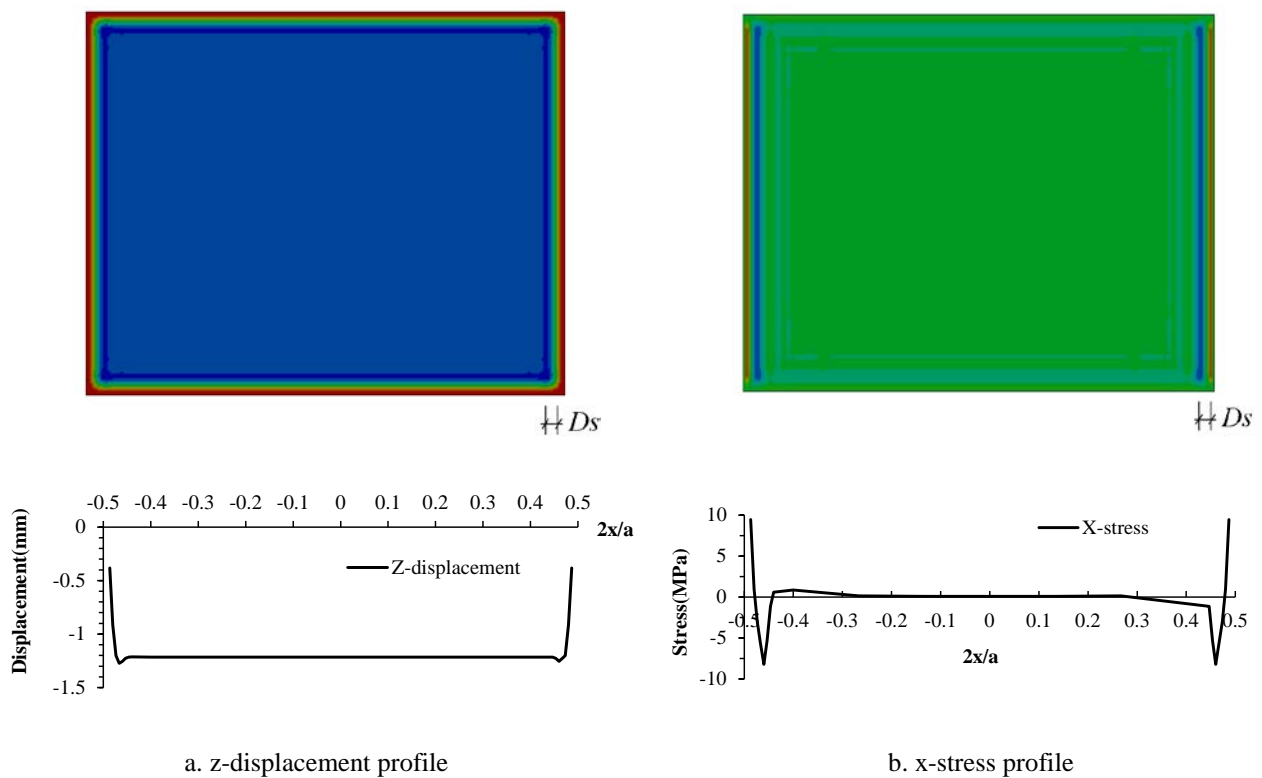 Ds
Ds
-0.5 -0.4 -0.3 -0.2 -0.1 0 0.1 0.2 0.3 0.4 0.5
2x/a
0
-0.5
-1
-1.5
Displacement(mm)
Z-displacement
10
5
0
-5
-10
Stress(MPa)
X-stress
-0.5 -0.4 -0.3 -0.2 -0.1 0 0.1 0.2 0.3 0.4 0.5
2x/a
a. z-displacement profile
b. x-stress profile